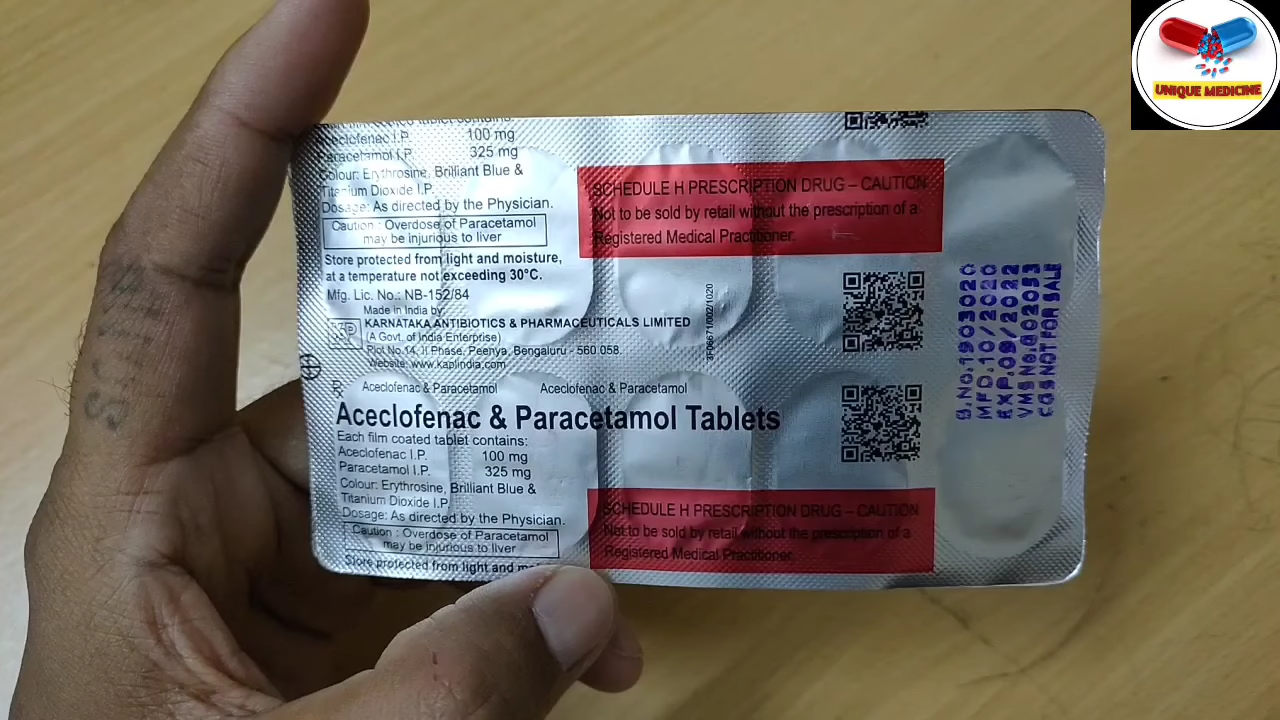 Aceclofenac I.P. 100 mg
Paracetamol I.P. 325 mg
Colour: Erythrosine, Brilliant Blue &
Titanium Dioxide I.P.
Dosage: As directed by the Physician.
Caution : Overdose of Paracetamol
may be injurious to liver
Store protected from light and moisture,
at a temperature not exceeding 30°C.
Mfg. Lic. No.: NB-152/84
Made in India by:
KARNATAKA ANTIBIOTICS & PHARMACEUTICALS LIMITED
(A Govt. of India Enterprise)
Plot No.14, II Phase, Peenya, Bengaluru - 560 058.
Website: www.kaplindia.com
SCHEDULE H PRESCRIPTION DRUG – CAUTION
Not to be sold by retail without the prescription of a
Registered Medical Practitioner.
Aceclofenac & Paracetamol Aceclofenac & Paracetamol
Aceclofenac & Paracetamol Tablets
Each film coated tablet contains:
Aceclofenac I.P. 100 mg
Paracetamol I.P. 325 mg
Colour: Erythrosine, Brilliant Blue &
Titanium Dioxide I.P.
Dosage: As directed by the Physician.
Caution : Overdose of Paracetamol
may be injurious to liver
Store protected from light and
SCHEDULE H PRESCRIPTION DRUG – CAUTION
Not to be sold by retail without the prescription of a
Registered Medical Practitioner.
B.No.1903020
MFD.10/2020
EXP.09/2022
CGS NOT FOR SALE
UNIQUE MEDICINE